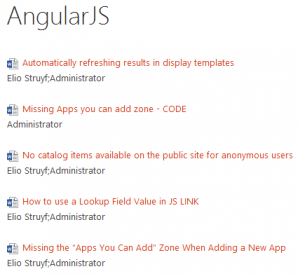 AngularJS
Automatically refreshing results in display templates
Elio Struyf;Administrator
Missing Apps you can add zone - CODE
Administrator
No catalog items available on the public site for anonymous users
Elio Struyf;Administrator
How to use a Lookup Field Value in JS LINK
Elio Struyf;Administrator
Missing the "Apps You Can Add" Zone When Adding a New App
Elio Struyf;Administrator